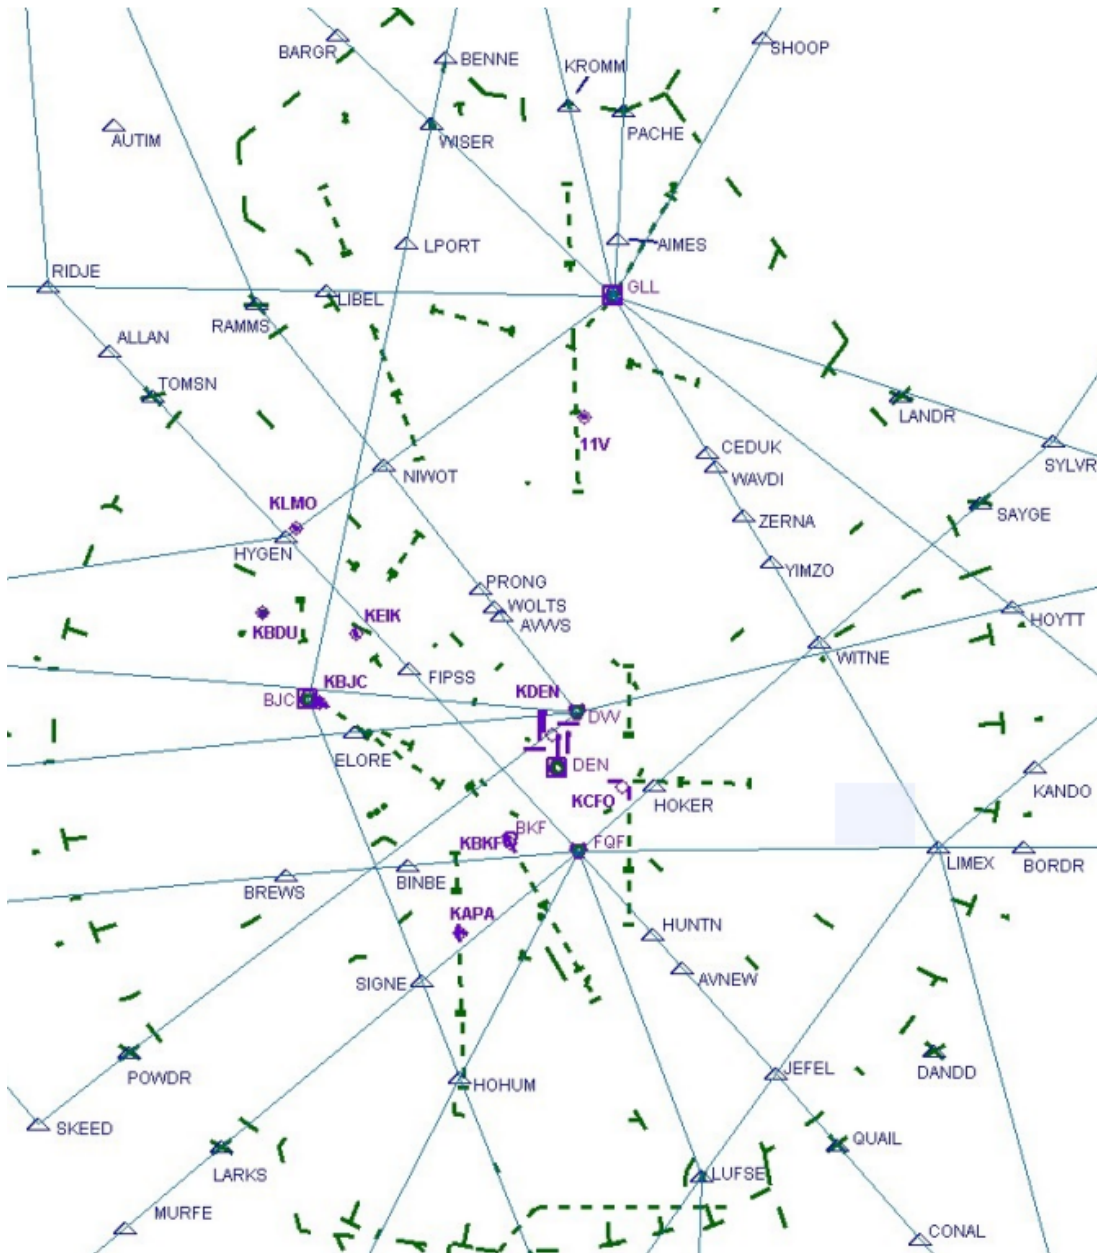 BARGR
BENNE
KROMM
SHOOP
AUTIM
WISER
PACHE
LPORT
AIMES
RIDJE
GLL
LIBEL
RAMMS
ALLAN
TOMSN
LANDR
11V
CEDUK
SYLVR
NIWOT
WAVDI
KLMO
SAYGE
ZERNA
HYGEN
YIMZO
PRONG
WOLTS
KBDU
KEIK
AVVVS
HOYTT
WITNE
FIPSS
KBJC
KDEN
BJC
DVV
ELORE
DEN
KANDO
KCFO
HOKER
BKF
KBKF
FQF
BREWS
BINBE
LIMEX
BORDR
KAPA
HUNTN
SIGNE
AVNEW
POWDR
JEFEL
DANDD
HOHUM
SKEED
QUAIL
LARKS
LUFSE
MURFE
CONAL